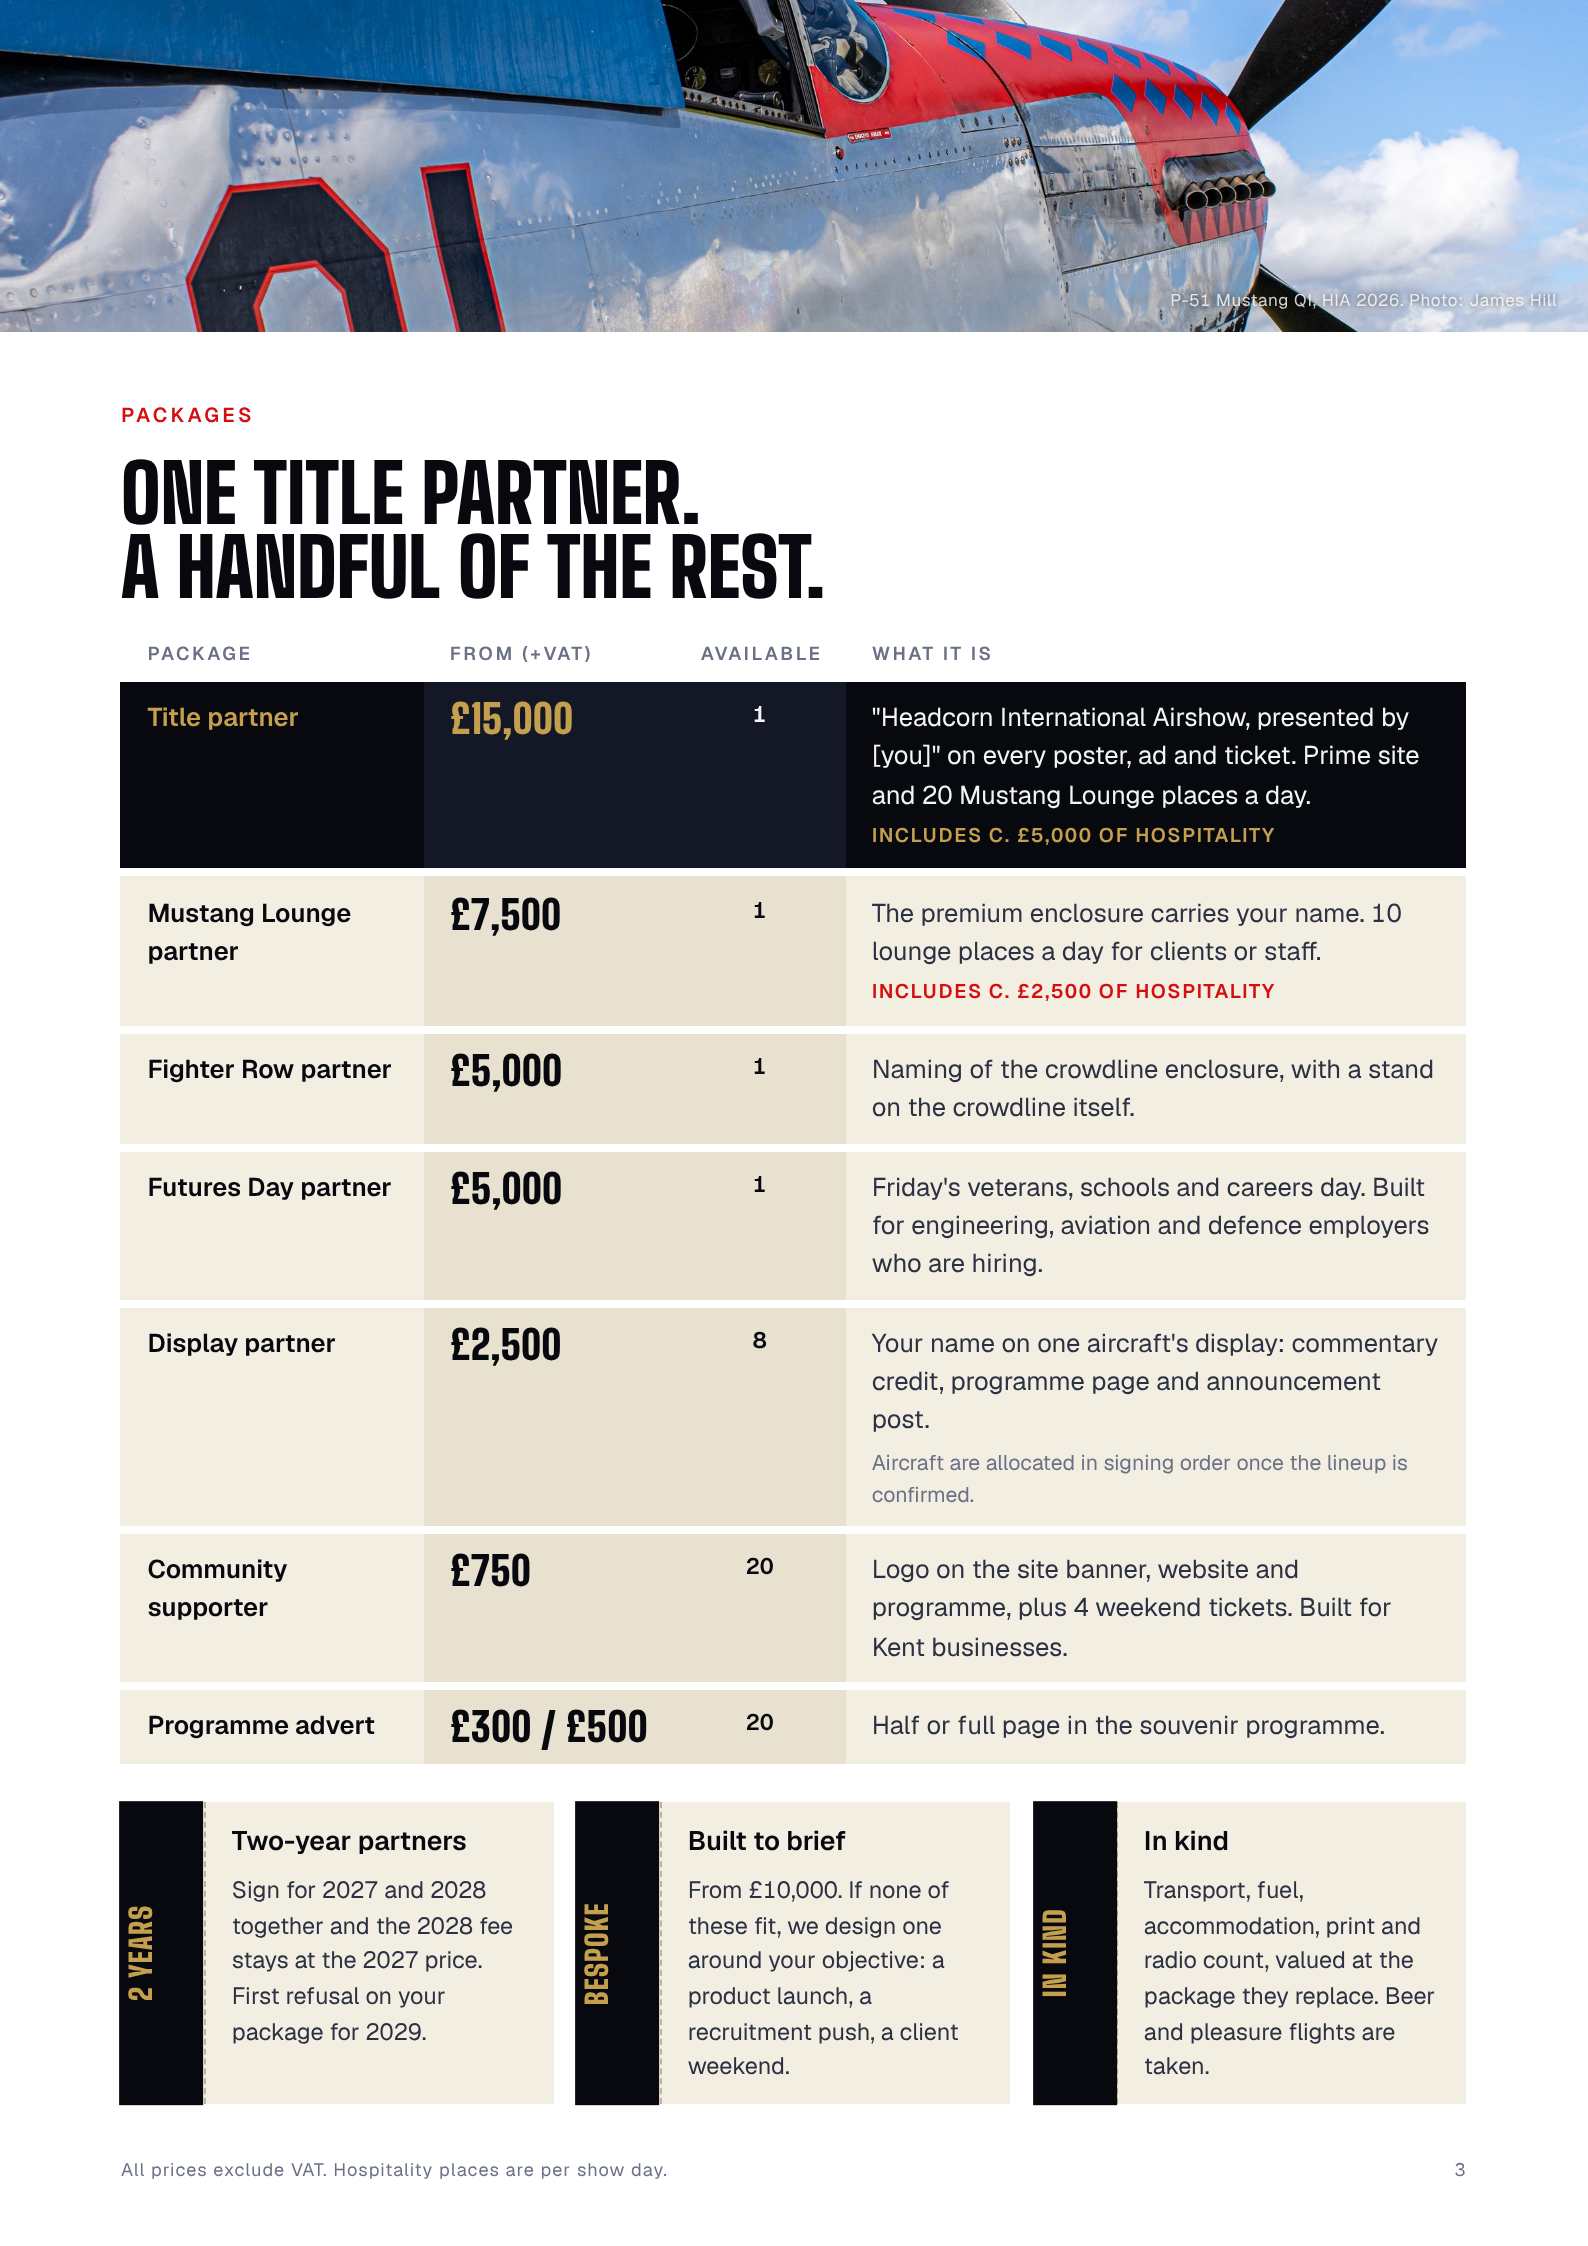 QI
P-51 Mustang QI, HIA 2026. Photo: James Hill
PACKAGES
ONE TITLE PARTNER.
A HANDFUL OF THE REST.
PACKAGE FROM (+VAT) AVAILABLE WHAT IT IS
Title partner £15,000 1 "Headcorn International Airshow, presented by
[you]" on every poster, ad and ticket. Prime site
and 20 Mustang Lounge places a day.
INCLUDES C. £5,000 OF HOSPITALITY
Mustang Lounge £7,500 1 The premium enclosure carries your name. 10
partner lounge places a day for clients or staff.
INCLUDES C. £2,500 OF HOSPITALITY
Fighter Row partner £5,000 1 Naming of the crowdline enclosure, with a stand
on the crowdline itself.
Futures Day partner £5,000 1 Friday's veterans, schools and careers day. Built
for engineering, aviation and defence employers
who are hiring.
Display partner £2,500 8 Your name on one aircraft's display: commentary
credit, programme page and announcement
post.
Aircraft are allocated in signing order once the lineup is
confirmed.
Community £750 20 Logo on the site banner, website and
supporter programme, plus 4 weekend tickets. Built for
Kent businesses.
Programme advert £300 / £500 20 Half or full page in the souvenir programme.
2 YEARS
Two-year partners
Sign for 2027 and 2028
together and the 2028 fee
stays at the 2027 price.
First refusal on your
package for 2029.
BESPOKE
Built to brief
From £10,000. If none of
these fit, we design one
around your objective: a
product launch, a
recruitment push, a client
weekend.
IN KIND
In kind
Transport, fuel,
accommodation, print and
radio count, valued at the
package they replace. Beer
and pleasure flights are
taken.
All prices exclude VAT. Hospitality places are per show day. 3